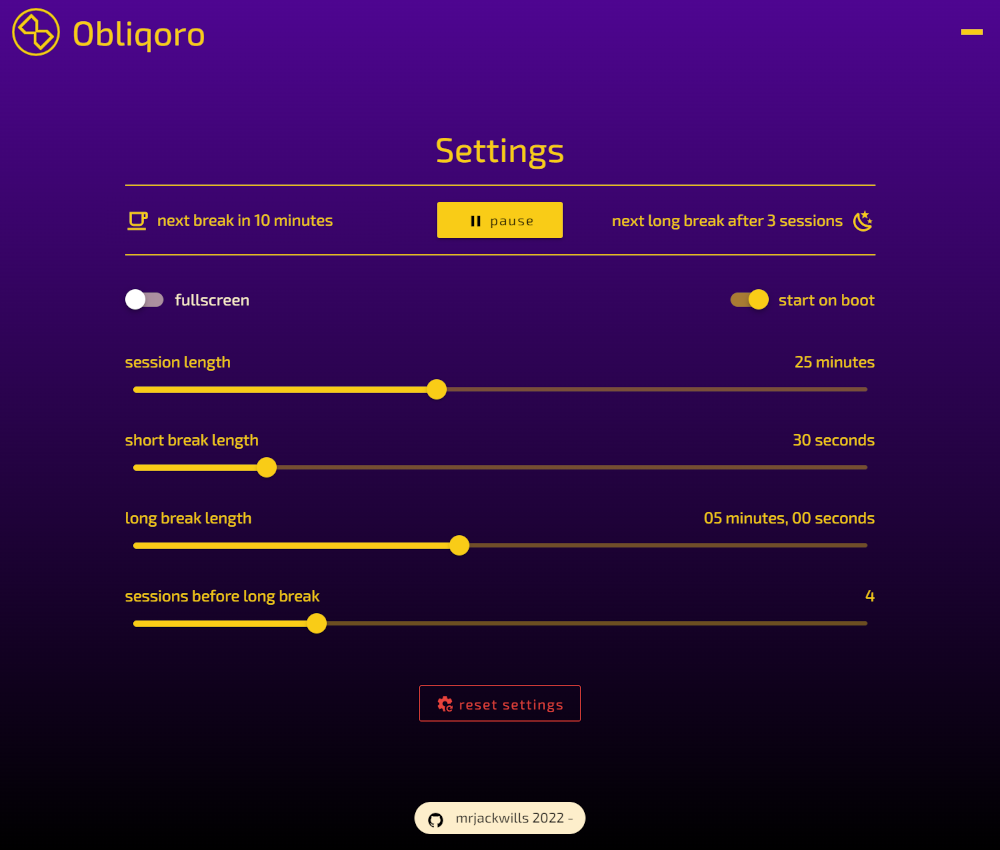 Obliqoro
Settings
next break in 10 minutes
pause
next long break after 3 sessions
fullscreen
start on boot
session length
25 minutes
short break length
30 seconds
long break length
05 minutes, 00 seconds
sessions before long break
4
reset settings
mrjackwills 2022 -